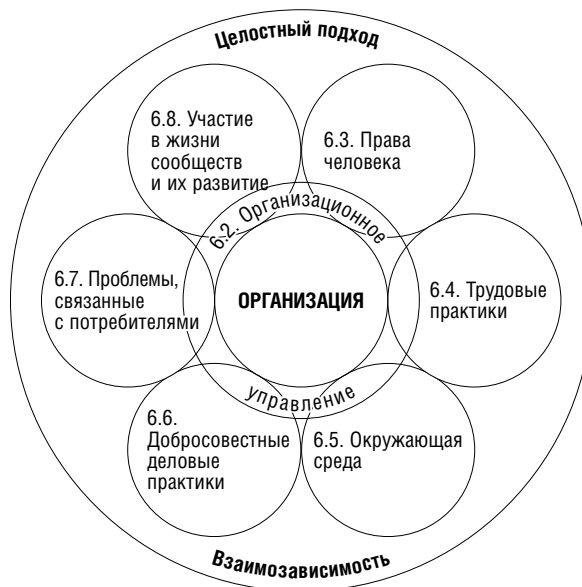 Целостный подход
6.8. Участие
в жизни
сообществ
и их развитие
6.3. Права
человека
6.2. Организационное
6.7. Проблемы,
связанные
с потребителями
ОРГАНИЗАЦИЯ
6.4. Трудовые
практики
управление
6.6.
Добросовестные
деловые
практики
6.5. Окружающая
среда
Взаимозависимость